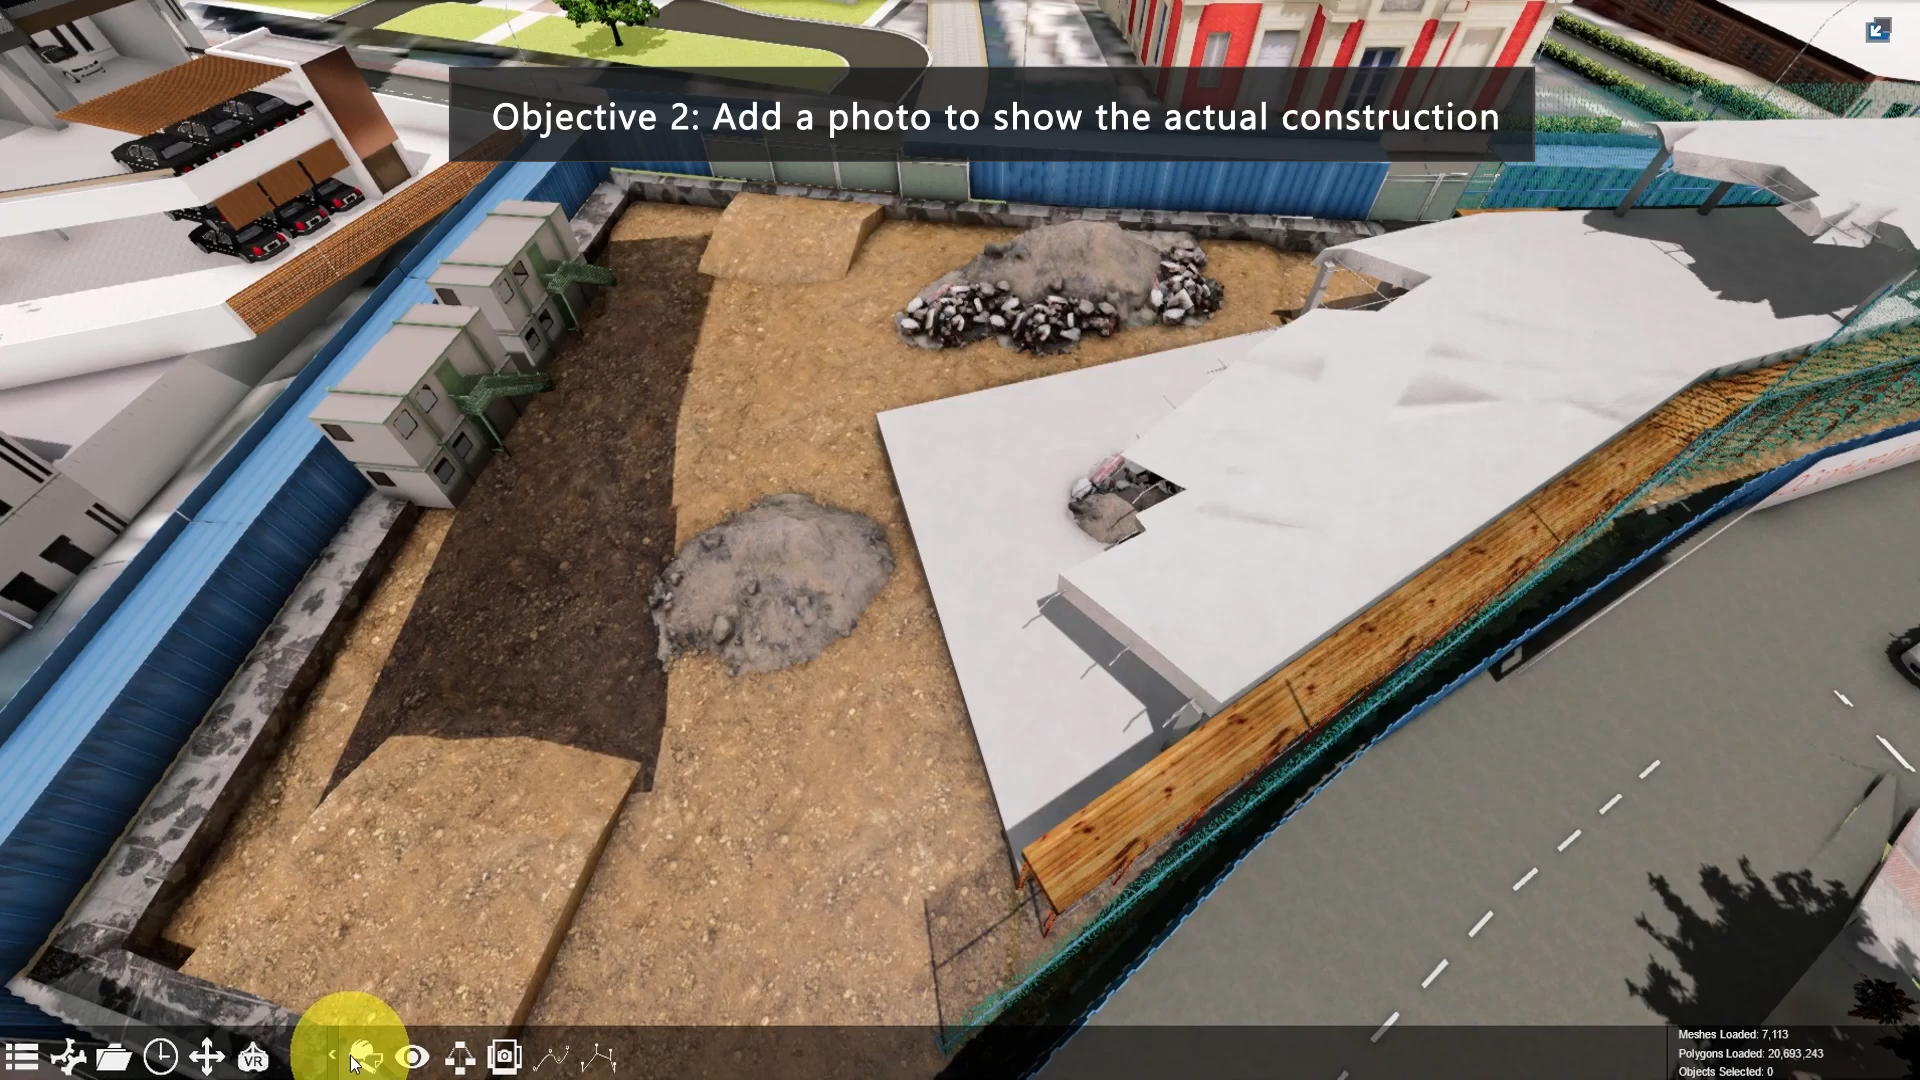 Objective 2: Add a photo to show the actual construction
VR
Meshes Loaded: 7,113
Polygons Loaded: 20,693,243
Objects Selected: 0